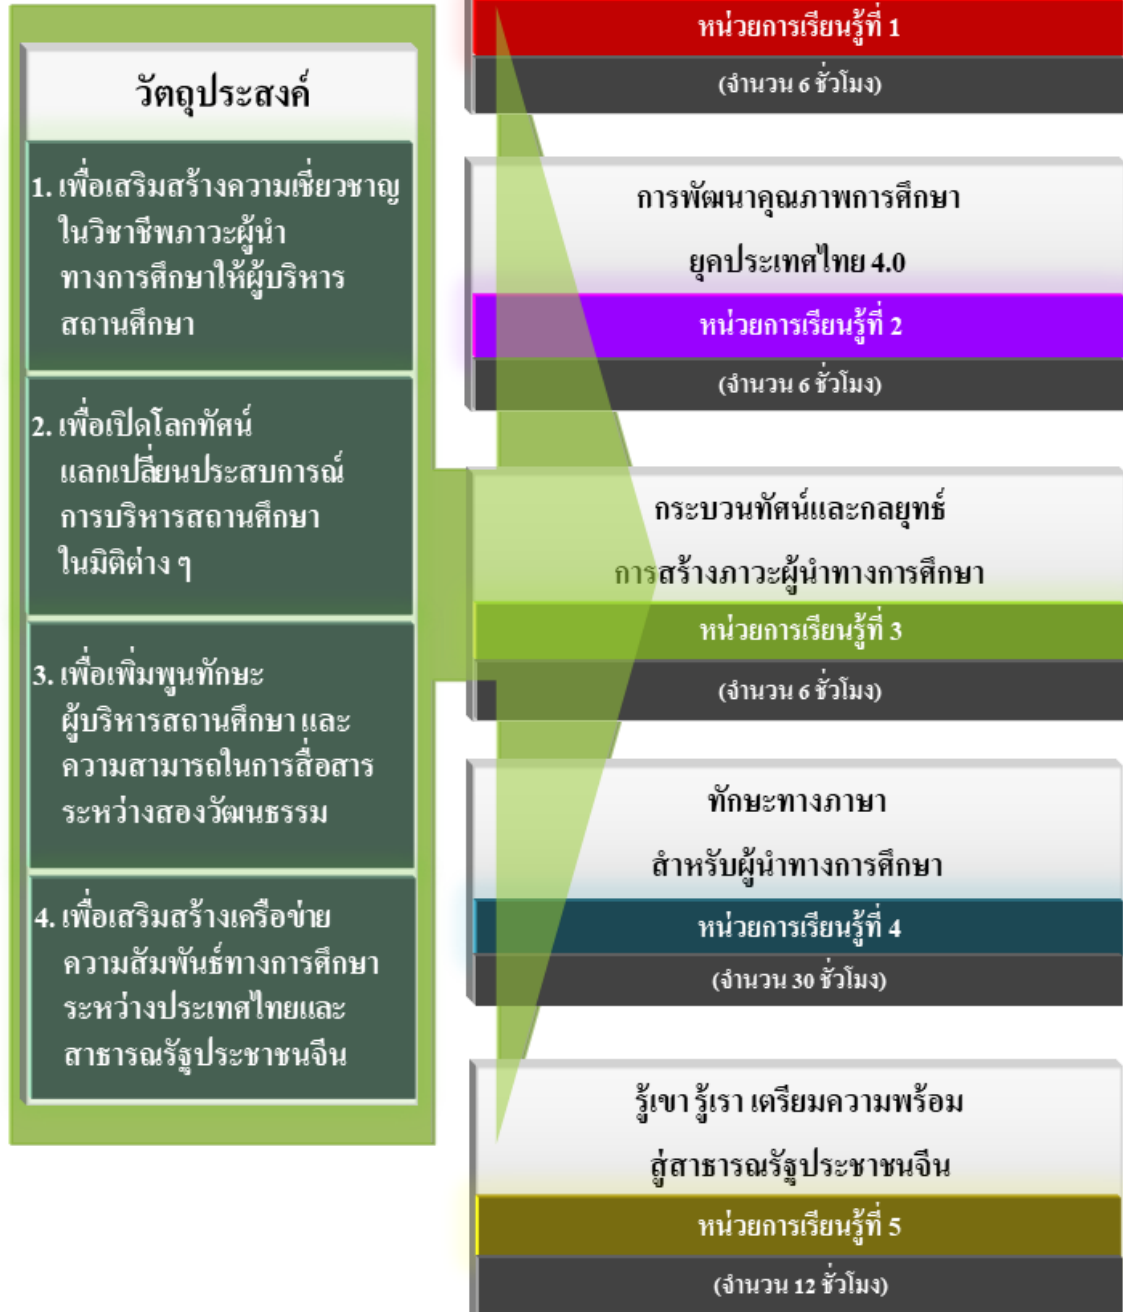 วัตถุประสงค์
1. เพื่อเสริมสร้างความเชี่ยวชาญ
ในวิชาชีพภาวะผู้นำ
ทางการศึกษาให้ผู้บริหาร
สถานศึกษา
2. เพื่อเปิดโลกทัศน์
แลกเปลี่ยนประสบการณ์
การบริหารสถานศึกษา
ในมิติต่าง ๆ
3. เพื่อเพิ่มพูนทักษะ
ผู้บริหารสถานศึกษา และ
ความสามารถในการสื่อสาร
ระหว่างสองวัฒนธรรม
4. เพื่อเสริมสร้างเครือข่าย
ความสัมพันธ์ทางการศึกษา
ระหว่างประเทศไทยและ
สาธารณรัฐประชาชนจีน
หน่วยการเรียนรู้ที่ 1
(จำนวน 6 ชั่วโมง)
การพัฒนาคุณภาพการศึกษา
ยุคประเทศไทย 4.0
หน่วยการเรียนรู้ที่ 2
(จำนวน 6 ชั่วโมง)
กระบวนทัศน์และกลยุทธ์
การสร้างภาวะผู้นำทางการศึกษา
หน่วยการเรียนรู้ที่ 3
(จำนวน 6 ชั่วโมง)
ทักษะทางภาษา
สำหรับผู้นำทางการศึกษา
หน่วยการเรียนรู้ที่ 4
(จำนวน 30 ชั่วโมง)
รู้เขา รู้เรา เตรียมความพร้อม
สู่สาธารณรัฐประชาชนจีน
หน่วยการเรียนรู้ที่ 5
(จำนวน 12 ชั่วโมง)